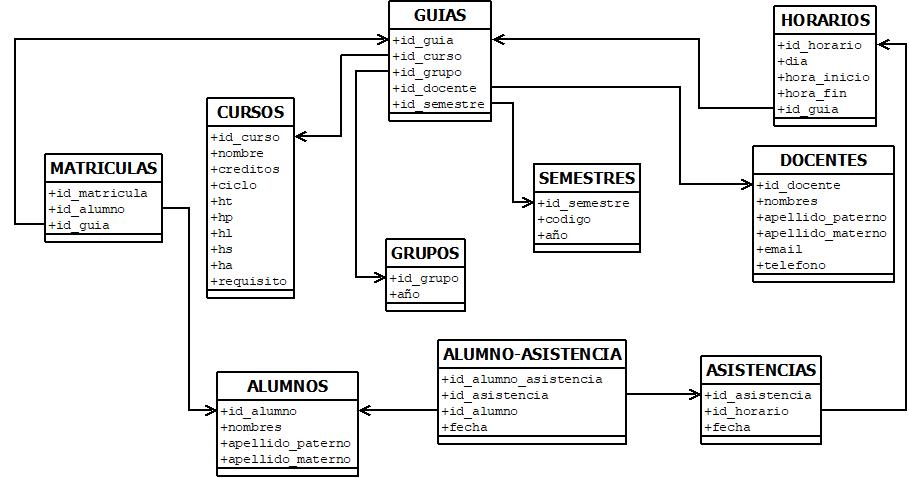 GUIAS
+id_guia
+id_curso
+id_grupo
+id_docente
+id_semestre
HORARIOS
+id_horario
+dia
+hora_inicio
+hora_fin
+id_guia
CURSOS
+id_curso
+nombre
+creditos
+ciclo
+ht
+hp
+hl
+hs
+ha
+requisito
MATRICULAS
+id_matricula
+id_alumno
+id_guia
SEMESTRES
+id_semestre
+codigo
+año
DOCENTES
+id_docente
+nombres
+apellido_paterno
+apellido_materno
+email
+telefono
GRUPOS
+id_grupo
+año
ALUMNOS
+id_alumno
+nombres
+apellido_paterno
+apellido_materno
ALUMNO-ASISTENCIA
+id_alumno_asistencia
+id_asistencia
+id_alumno
+fecha
ASISTENCIAS
+id_asistencia
+id_horario
+fecha